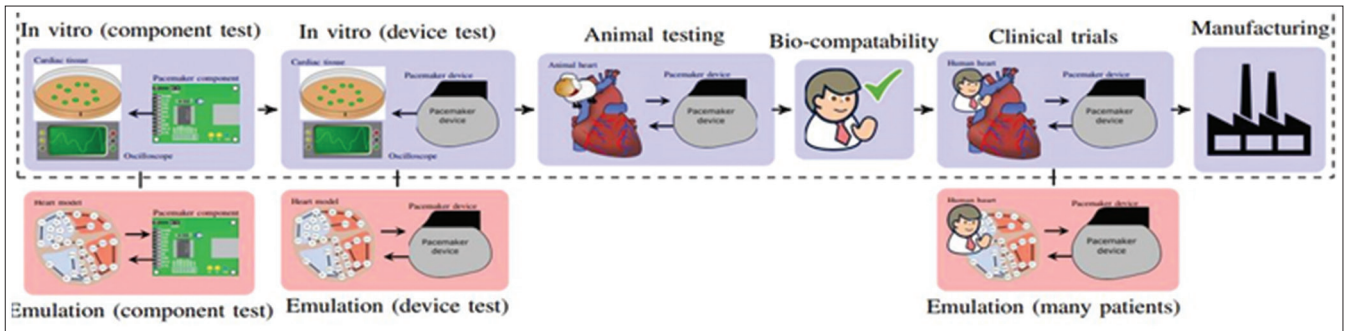 In vitro (component test)
In vitro (device test)
Animal testing
Bio-compatability
Clinical trials
Manufacturing
Cardiac tissue
Pacemaker component
Oscilloscope
Cardiac tissue
Pacemaker device
Pacemaker
device
Oscilloscope
Animal heart
Pacemaker device
Pacemaker
device
Human heart
Pacemaker device
Pacemaker
device
Heart model
Pacemaker component
Emulation (component test)
Heart model
Pacemaker device
Pacemaker
device
Emulation (device test)
Human heart
Pacemaker device
Pacemaker
device
Emulation (many patients)